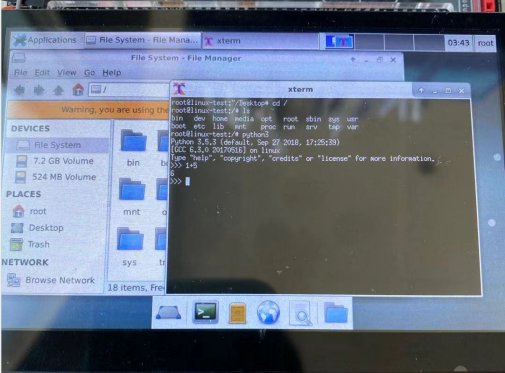 Applications
File System - File Mana...
xterm
03:43
root
File System - File Manager
File Edit View Go Help
/
Warning, you are using the
DEVICES
File System
7.2 GB Volume
524 MB Volume
PLACES
root
Desktop
Trash
NETWORK
Browse Network
bin
mnt
sys
18 items, Fre
xterm
root@linux-test:~/Desktop# cd /
root@linux-test:/# ls
bin dev home media opt root sbin sys usr
boot etc lib mnt proc run srv tmp var
root@linux-test:/# python3
Python 3.5.3 (default, Sep 27 2018, 17:25:39)
[GCC 6.3.0 20170516] on linux
Type "help", "copyright", "credits" or "license" for more information.
>>> 1+5
6
>>>